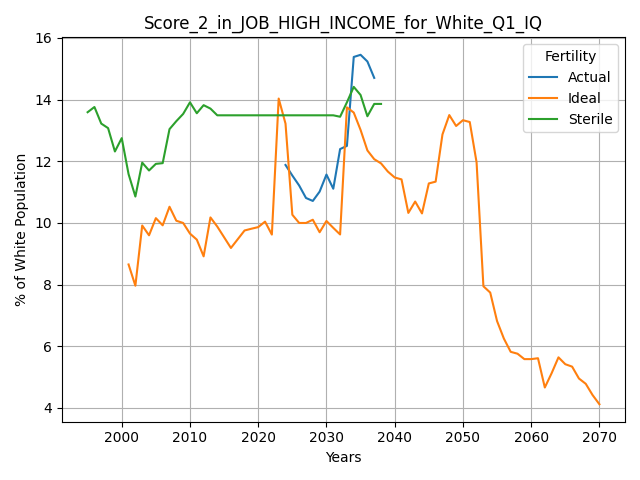 Score_2_in_JOB_HIGH_INCOME_for_White_Q1_IQ
Fertility
Actual
Ideal
Sterile
% of White Population
16
14
12
10
8
6
4
2000 2010 2020 2030 2040 2050 2060 2070
Years